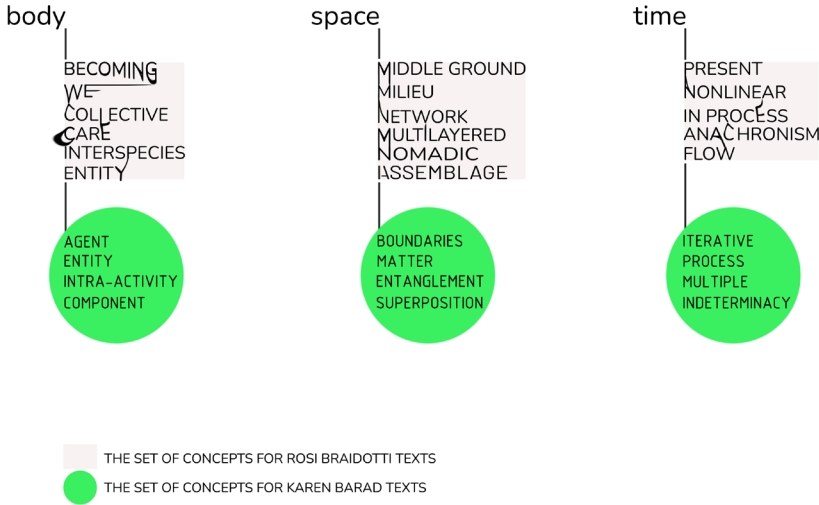 body
BECOMING
WE
COLLECTIVE
CARE
INTERSPECIES
ENTITY
AGENT
ENTITY
INTRA-ACTIVITY
COMPONENT
space
MIDDLE GROUND
MILIEU
NETWORK
MULTILAYERED
NOMADIC
ASSEMBLAGE
BOUNDARIES
MATTER
ENTANGLEMENT
SUPERPOSITION
time
PRESENT
NONLINEAR
IN PROCESS
ANACHRONISM
FLOW
ITERATIVE
PROCESS
MULTIPLE
INDETERMINACY
THE SET OF CONCEPTS FOR ROSI BRAIDOTTI TEXTS
THE SET OF CONCEPTS FOR KAREN BARAD TEXTS